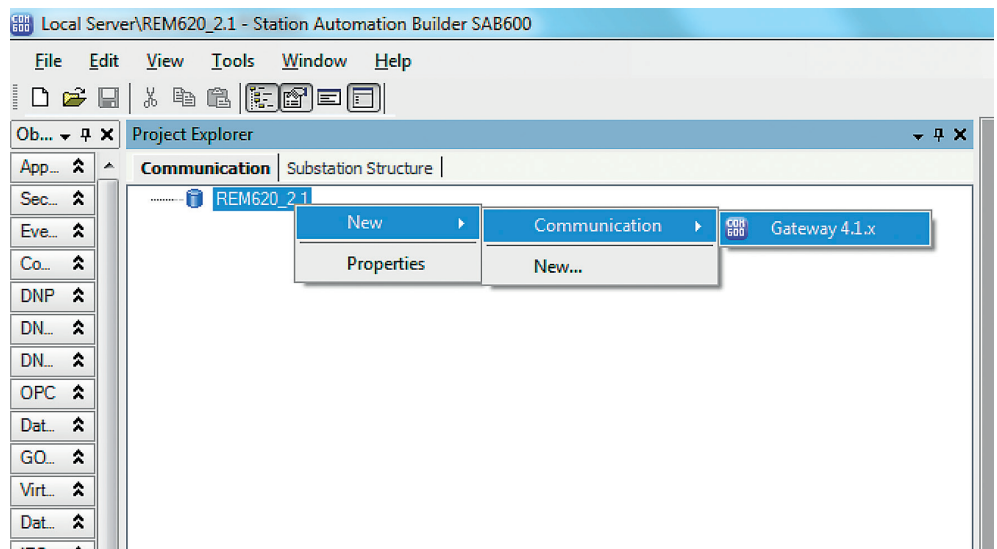 Local Server\REM620_2.1 - Station Automation Builder SAB600
File Edit View Tools Window Help
Ob...
Project Explorer
App...
Communication Substation Structure
Sec...
REM620_2.1
Eve...
New Communication COM 600 Gateway 4.1.x
Co...
Properties New...
DNP
DN...
DN...
OPC
Dat...
GO...
Virt...
Dat...